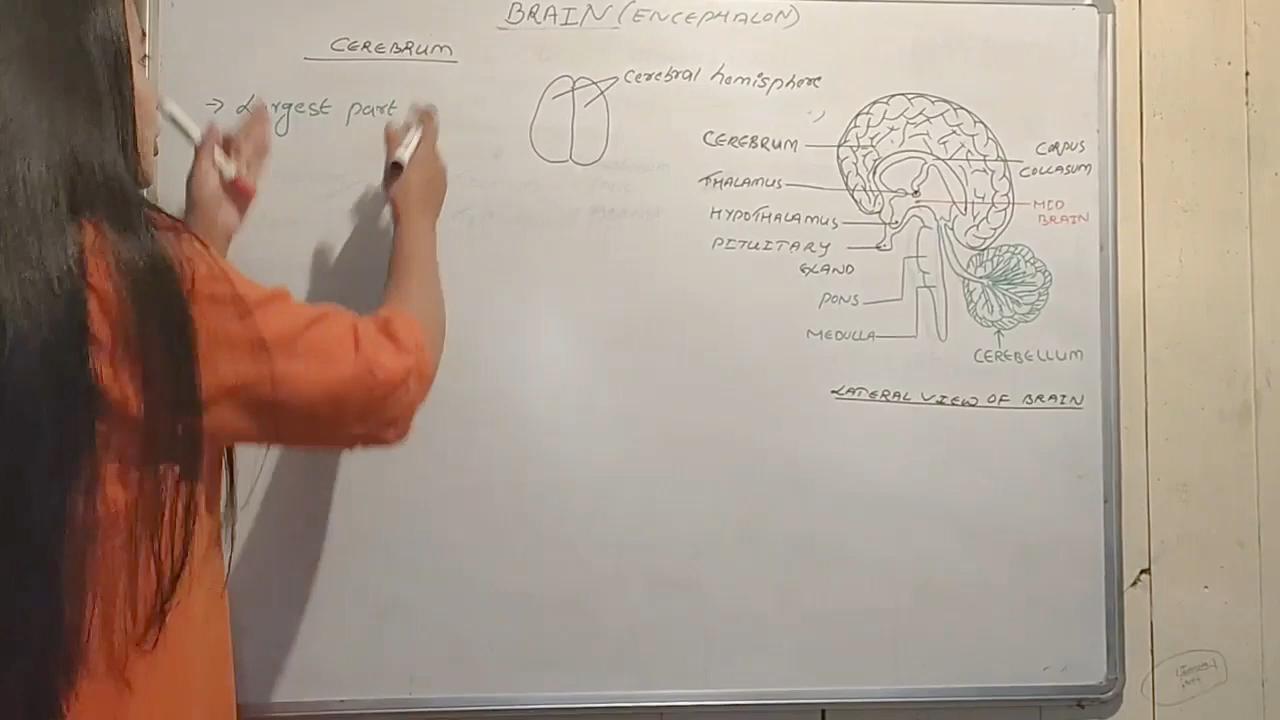 BRAIN (ENCEPHALON)
CEREBRUM
→ Largest part
Cerebral hemisphere
CEREBRUM
THALAMUS
HYPOTHALAMUS
PITUITARY
GLAND
PONS
MEDULLA
CORPUS
COLLASUM
MID
BRAIN
CEREBELLUM
LATERAL VIEW OF BRAIN